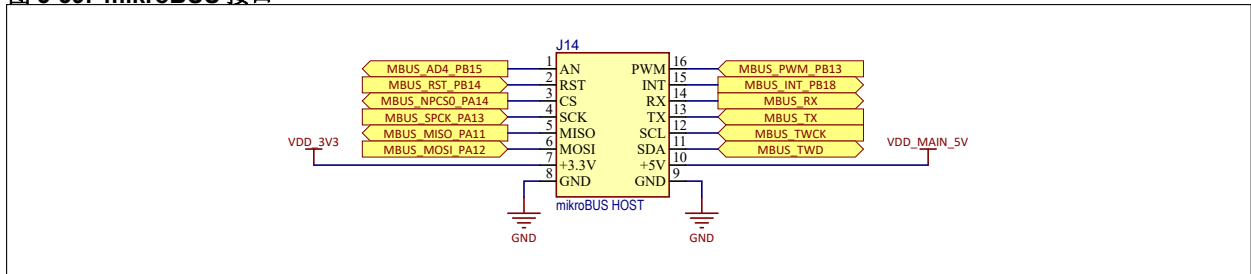 J14
MBUS_AD4_PB15 1 AN PWM 16 MBUS_PWM_PB13
MBUS_RST_PB14 2 RST INT 15 MBUS_INT_PB18
MBUS_NPCS0_PA14 3 CS RX 14 MBUS_RX
MBUS_SPCK_PA13 4 SCK TX 13 MBUS_TX
MBUS_MISO_PA11 5 MISO SCL 12 MBUS_TWCK
VDD_3V3 MBUS_MOSI_PA12 6 MOSI SDA 11 MBUS_TWD VDD_MAIN_5V
7 +3.3V +5V 10
8 GND GND 9
mikroBUS HOST
GND GND